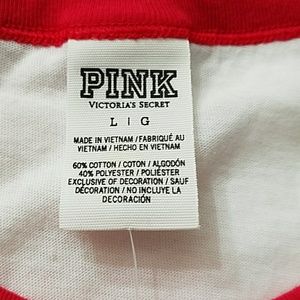 PINK
VICTORIA'S SECRET
L | G
MADE IN VIETNAM / FABRIQUÉ AU
VIETNAM / HECHO EN VIETNAM
60% COTTON / COTON / ALGODÓN
40% POLYESTER / POLIÉSTER
EXCLUSIVE OF DECORATION / SAUF
DÉCORATION / NO INCLUYE LA
DECORACIÓN